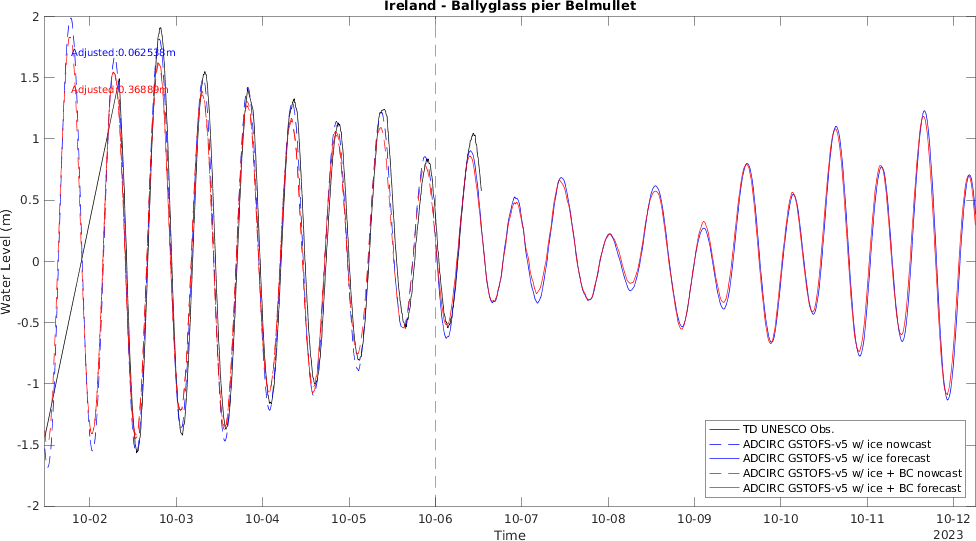 Ireland - Ballyglass pier Belmullet
2
1.5
1
0.5
0
-0.5
-1
-1.5
-2
Water Level (m)
Adjusted:0.062538m
Adjusted:0.36889m
TD UNESCO Obs.
ADCIRC GSTOFS-v5 w/ ice nowcast
ADCIRC GSTOFS-v5 w/ ice forecast
ADCIRC GSTOFS-v5 w/ ice + BC nowcast
ADCIRC GSTOFS-v5 w/ ice + BC forecast
10-02 10-03 10-04 10-05 10-06 10-07 10-08 10-09 10-10 10-11 10-12
Time
2023